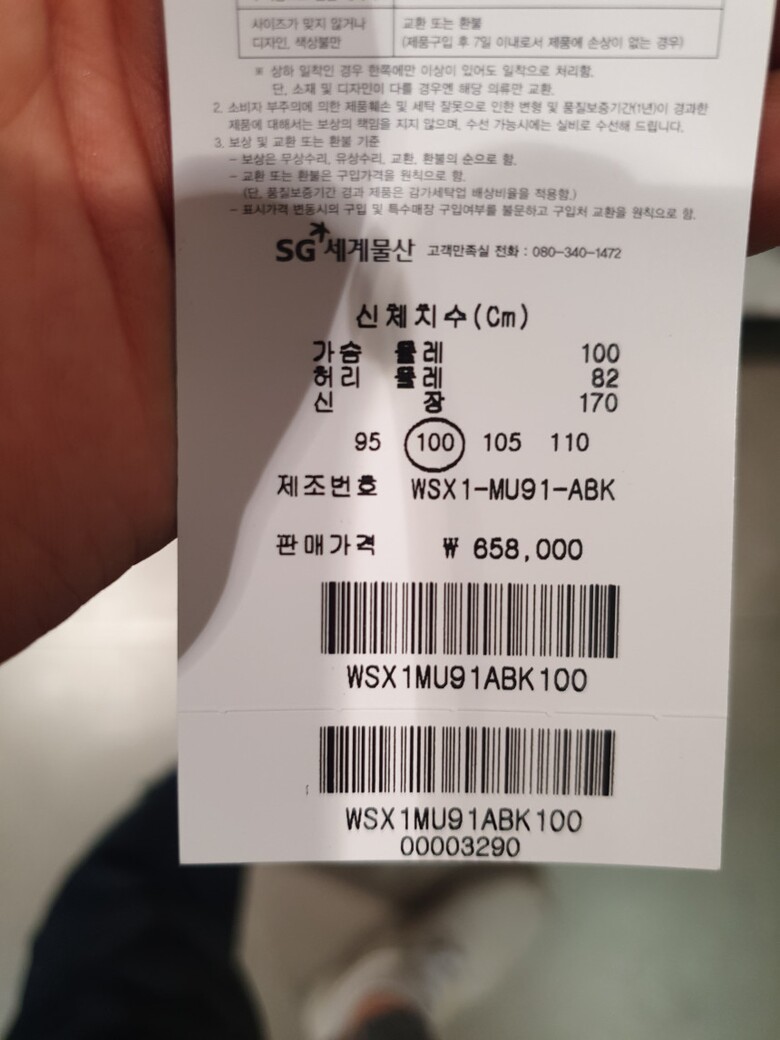 사이즈가 맞지 않거나
디자인, 색상불만
교환 또는 환불
(제품구입 후 7일 이내로서 제품에 손상이 없는 경우)
※ 상하 일착인 경우 한쪽에만 이상이 있어도 일착으로 처리함.
단, 소재 및 디자인이 다를 경우엔 해당 의류만 교환.
2. 소비자 부주의에 의한 제품훼손 및 세탁 잘못으로 인한 변형 및 품질보증기간(1년)이 경과한
제품에 대해서는 보상의 책임을 지지 않으며, 수선 가능시에는 실비로 수선해 드립니다.
3. 보상 및 교환 또는 환불 기준
- 보상은 무상수리, 유상수리, 교환, 환불의 순으로 함.
- 교환 또는 환불은 구입가격을 원칙으로 함.
(단, 품질보증기간 경과 제품은 감가세탁업 배상비율을 적용함.)
- 표시가격 변동시의 구입 및 특수매장 구입여부를 불문하고 구입처 교환을 원칙으로 함.
SG 세계물산 고객만족실 전화 : 080-340-1472
신체치수(Cm)
가슴 둘레 100
허리 둘레 82
신 장 170
95 100 105 110
제조번호 WSX1-MU91-ABK
판매가격 ₩ 658,000
WSX1MU91ABK100
WSX1MU91ABK100
00003290